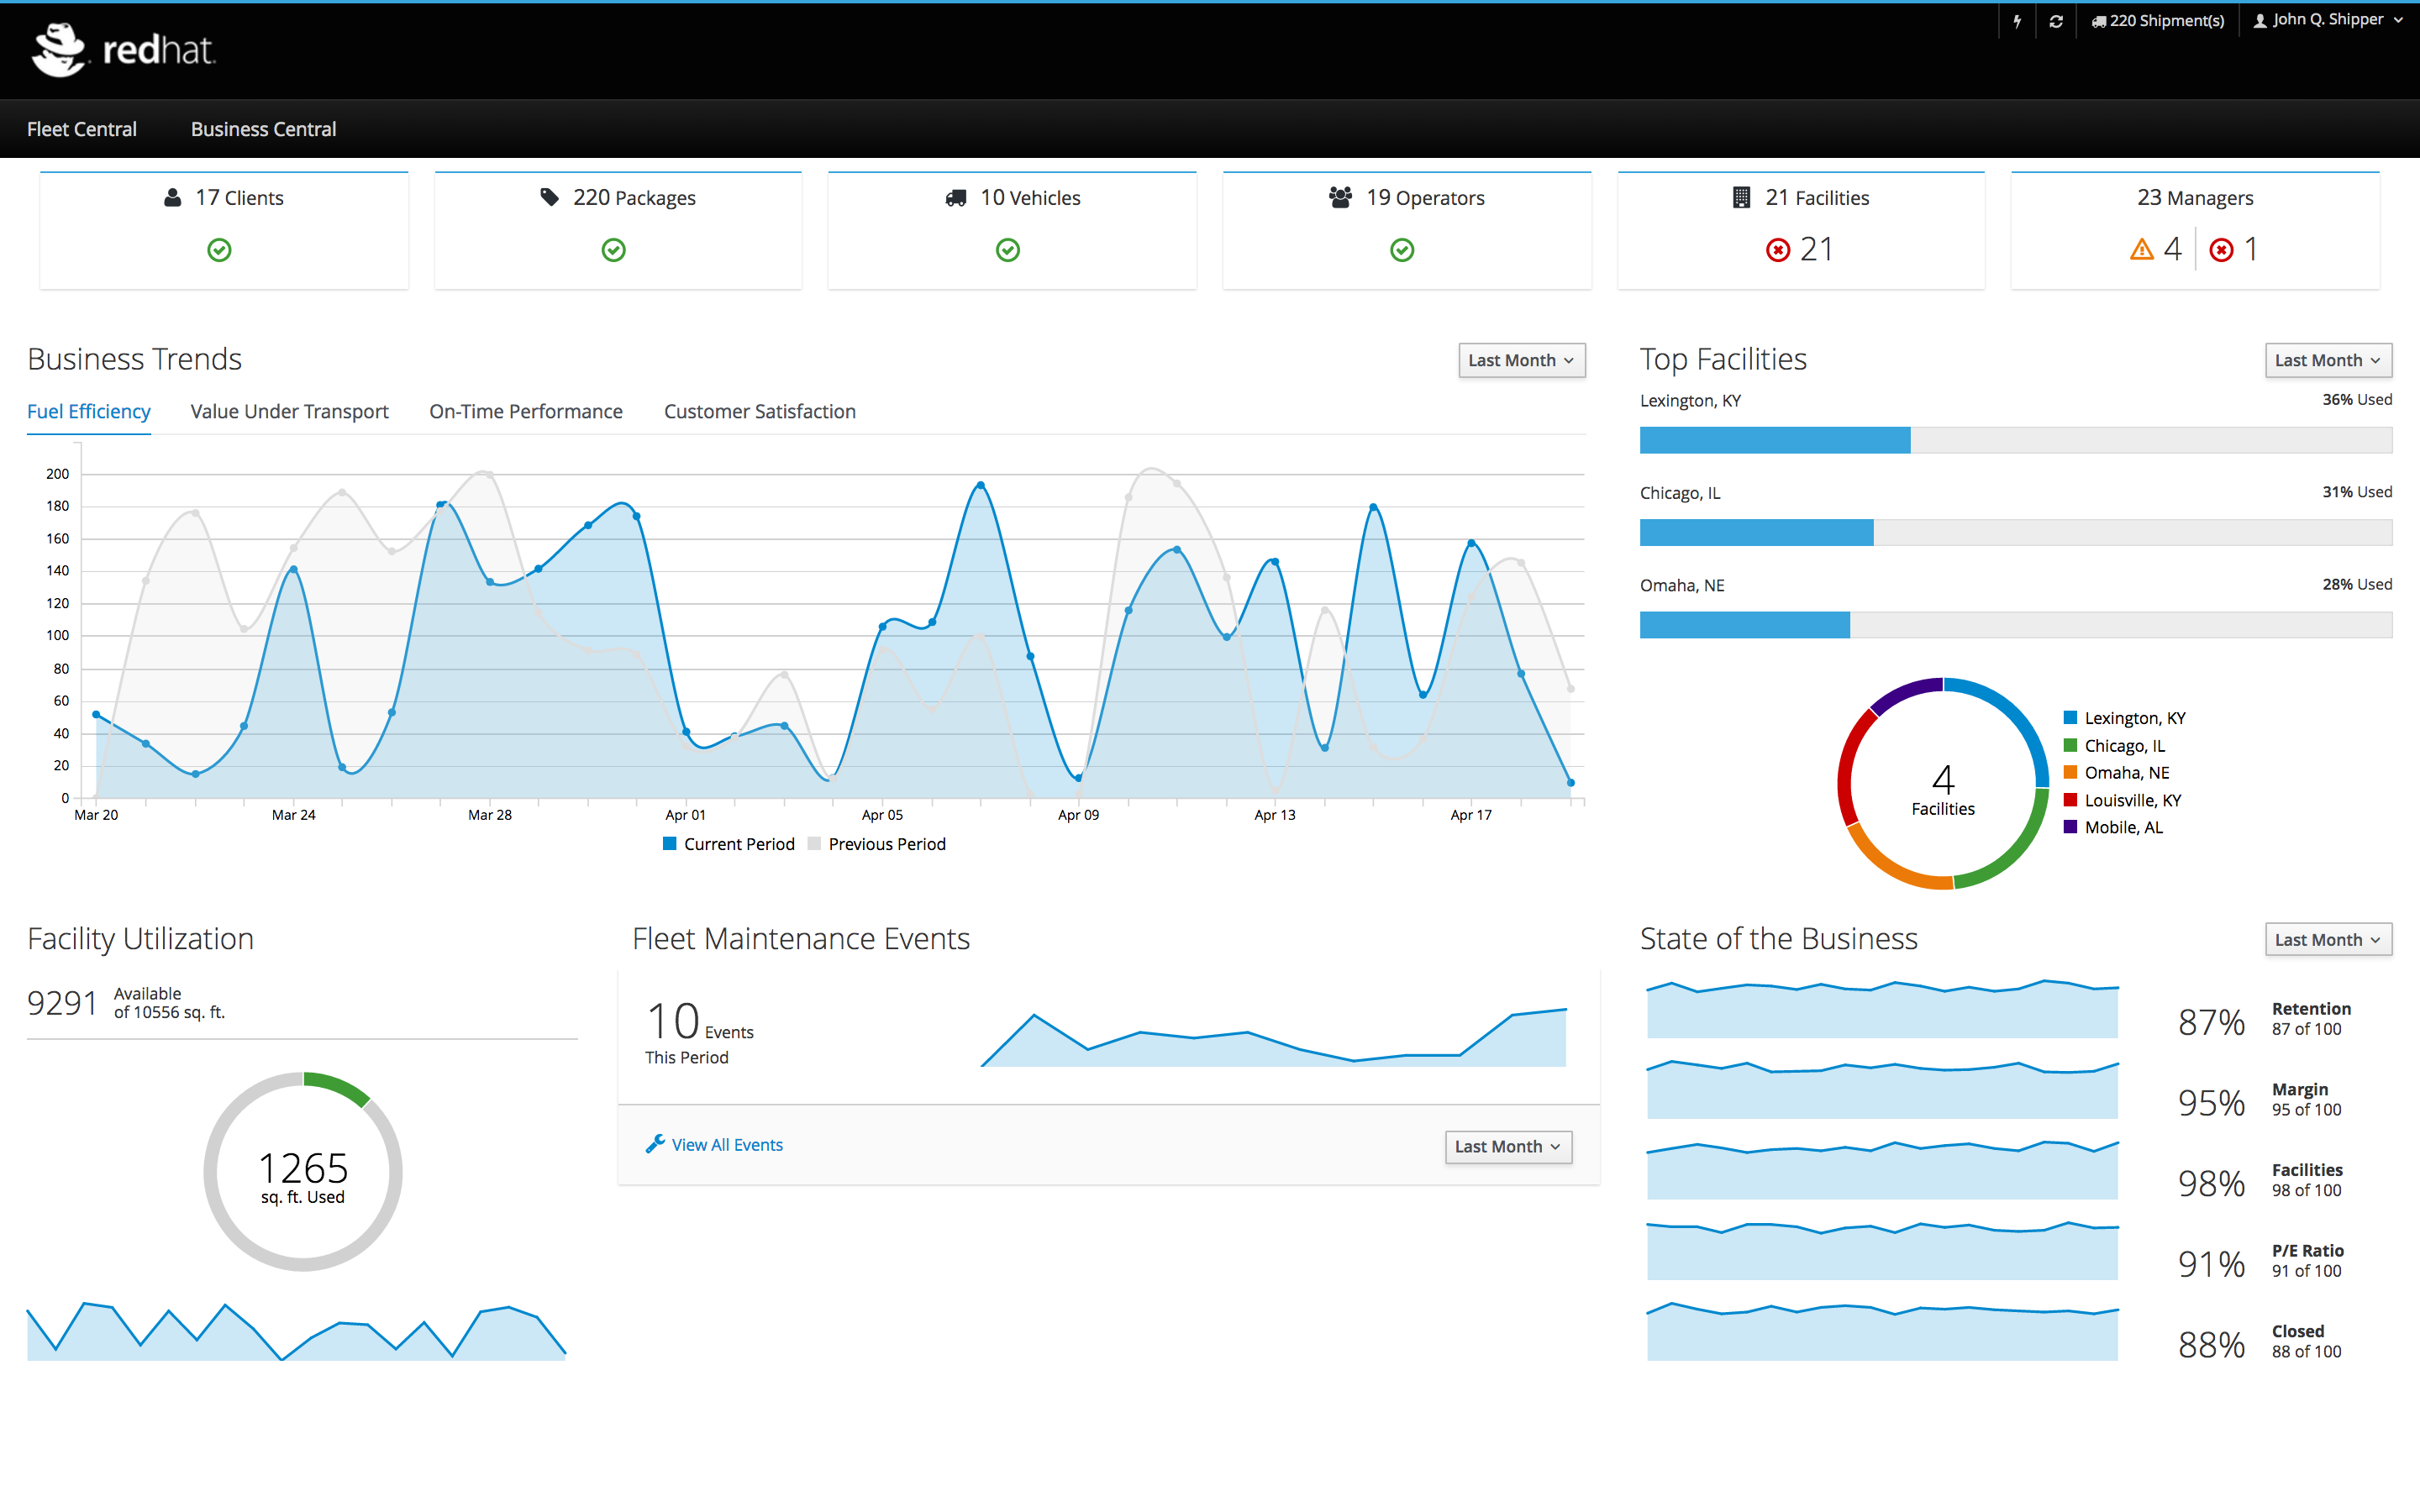 redhat.
220 Shipment(s)
John Q. Shipper
Fleet Central
Business Central
17 Clients
220 Packages
10 Vehicles
19 Operators
21 Facilities
21
23 Managers
4
1
Business Trends
Last Month
Fuel Efficiency
Value Under Transport
On-Time Performance
Customer Satisfaction
200
180
160
140
120
100
80
60
40
20
0
Mar 20
Mar 24
Mar 28
Apr 01
Apr 05
Apr 09
Apr 13
Apr 17
Current Period
Previous Period
Top Facilities
Last Month
Lexington, KY
36% Used
Chicago, IL
31% Used
Omaha, NE
28% Used
4
Facilities
Lexington, KY
Chicago, IL
Omaha, NE
Louisville, KY
Mobile, AL
Facility Utilization
9291
Available
of 10556 sq. ft.
1265
sq. ft. Used
Fleet Maintenance Events
10 Events
This Period
View All Events
Last Month
State of the Business
Last Month
87%
Retention
87 of 100
95%
Margin
95 of 100
98%
Facilities
98 of 100
91%
P/E Ratio
91 of 100
88%
Closed
88 of 100